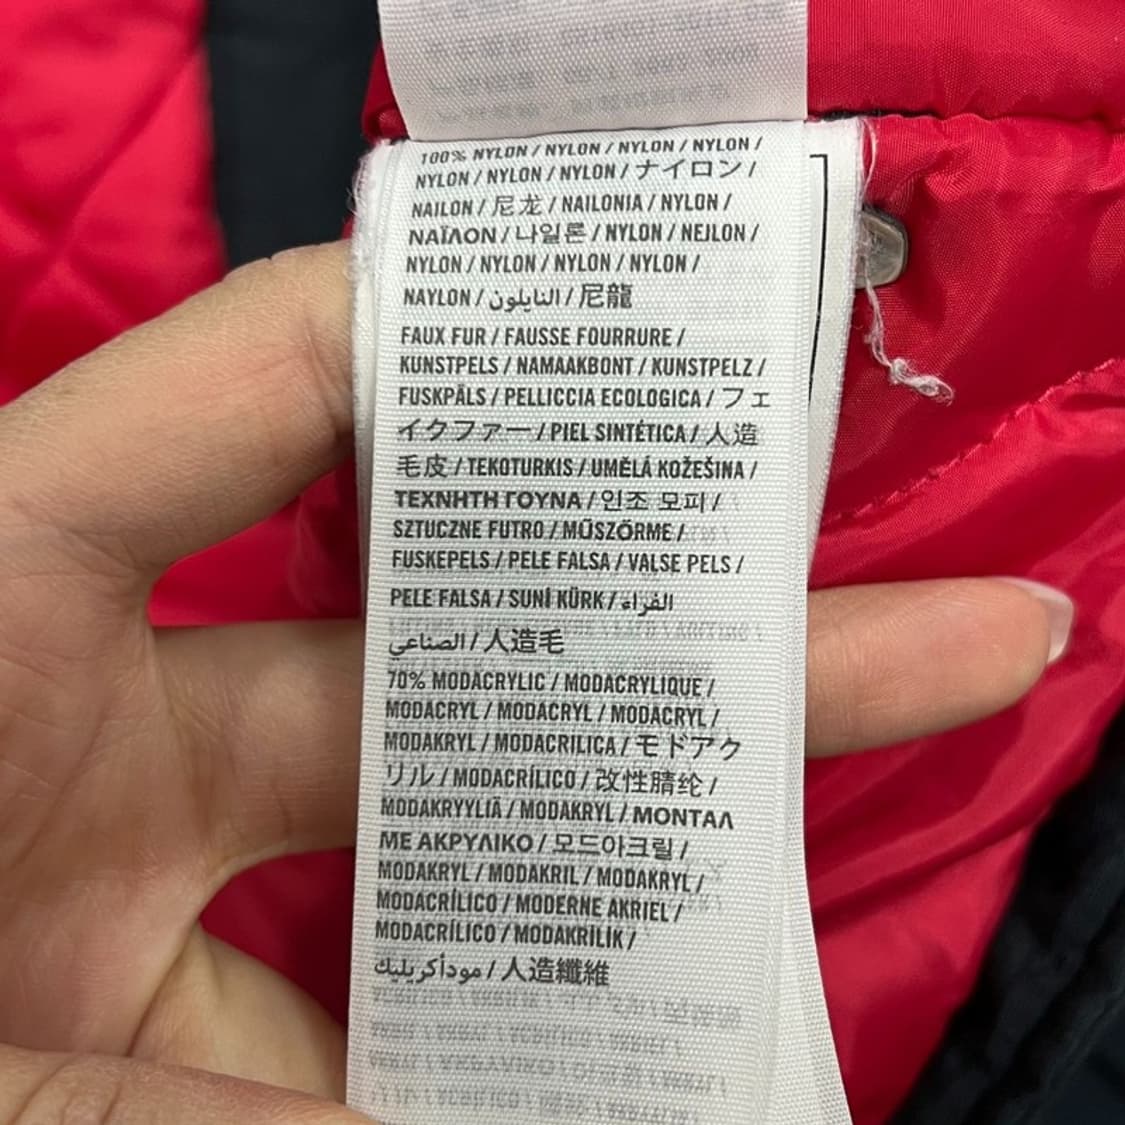 100% NYLON / NYLON / NYLON / NYLON /
NYLON / NYLON / NYLON / ナイロン /
NAILON / 尼龙 / NAILONIA / NYLON /
ΝΑΪΛΟΝ / 나일론 / NYLON / NEJLON /
NYLON / NYLON / NYLON / NYLON /
NAYLON / النايلون / 尼龍
FAUX FUR / FAUSSE FOURRURE /
KUNSTPELS / NAMAAKBONT / KUNSTPELZ /
FUSKPÄLS / PELLICCIA ECOLOGICA / フェ
イクファー / PIEL SINTÉTICA / 人造
毛皮 / TEKOTURKIS / UMĚLÁ KOŽEŠINA /
ΤΕΧΝΗΤΗ ΓΟΥΝΑ / 인조 모피 /
SZTUCZNE FUTRO / MŰSZŐRME /
FUSKEPELS / PELE FALSA / VALSE PELS /
PELE FALSA / SUNİ KÜRK / الفراء
الصناعي / 人造毛
70% MODACRYLIC / MODACRYLIQUE /
MODACRYL / MODACRYL / MODACRYL /
MODAKRYL / MODACRILICA / モドアク
リル / MODACRÍLICO / 改性腈纶 /
MODAKRYYLIÄ / MODAKRYL / ΜΟΝΤΑΛ
ΜΕ ΑΚΡΥΛΙΚΟ / 모드아크릴 /
MODAKRYL / MODAKRIL / MODAKRYL /
MODACRÍLICO / MODERNE AKRIEL /
MODACRÍLICO / MODAKRİLİK /
مودأكريليك / 人造纖維